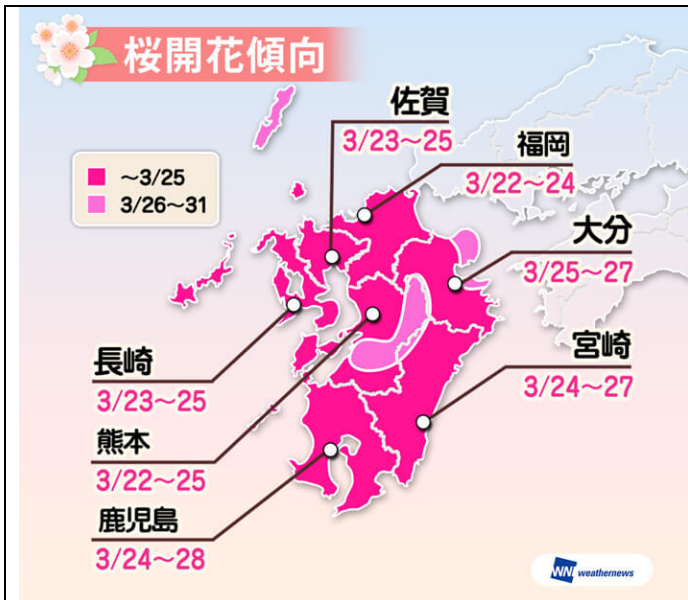 桜開花傾向
佐賀
3/23～25
福岡
3/22～24
～3/25
3/26～31
大分
3/25～27
宮崎
3/24～27
長崎
3/23～25
熊本
3/22～25
鹿児島
3/24～28
WNI weathernews